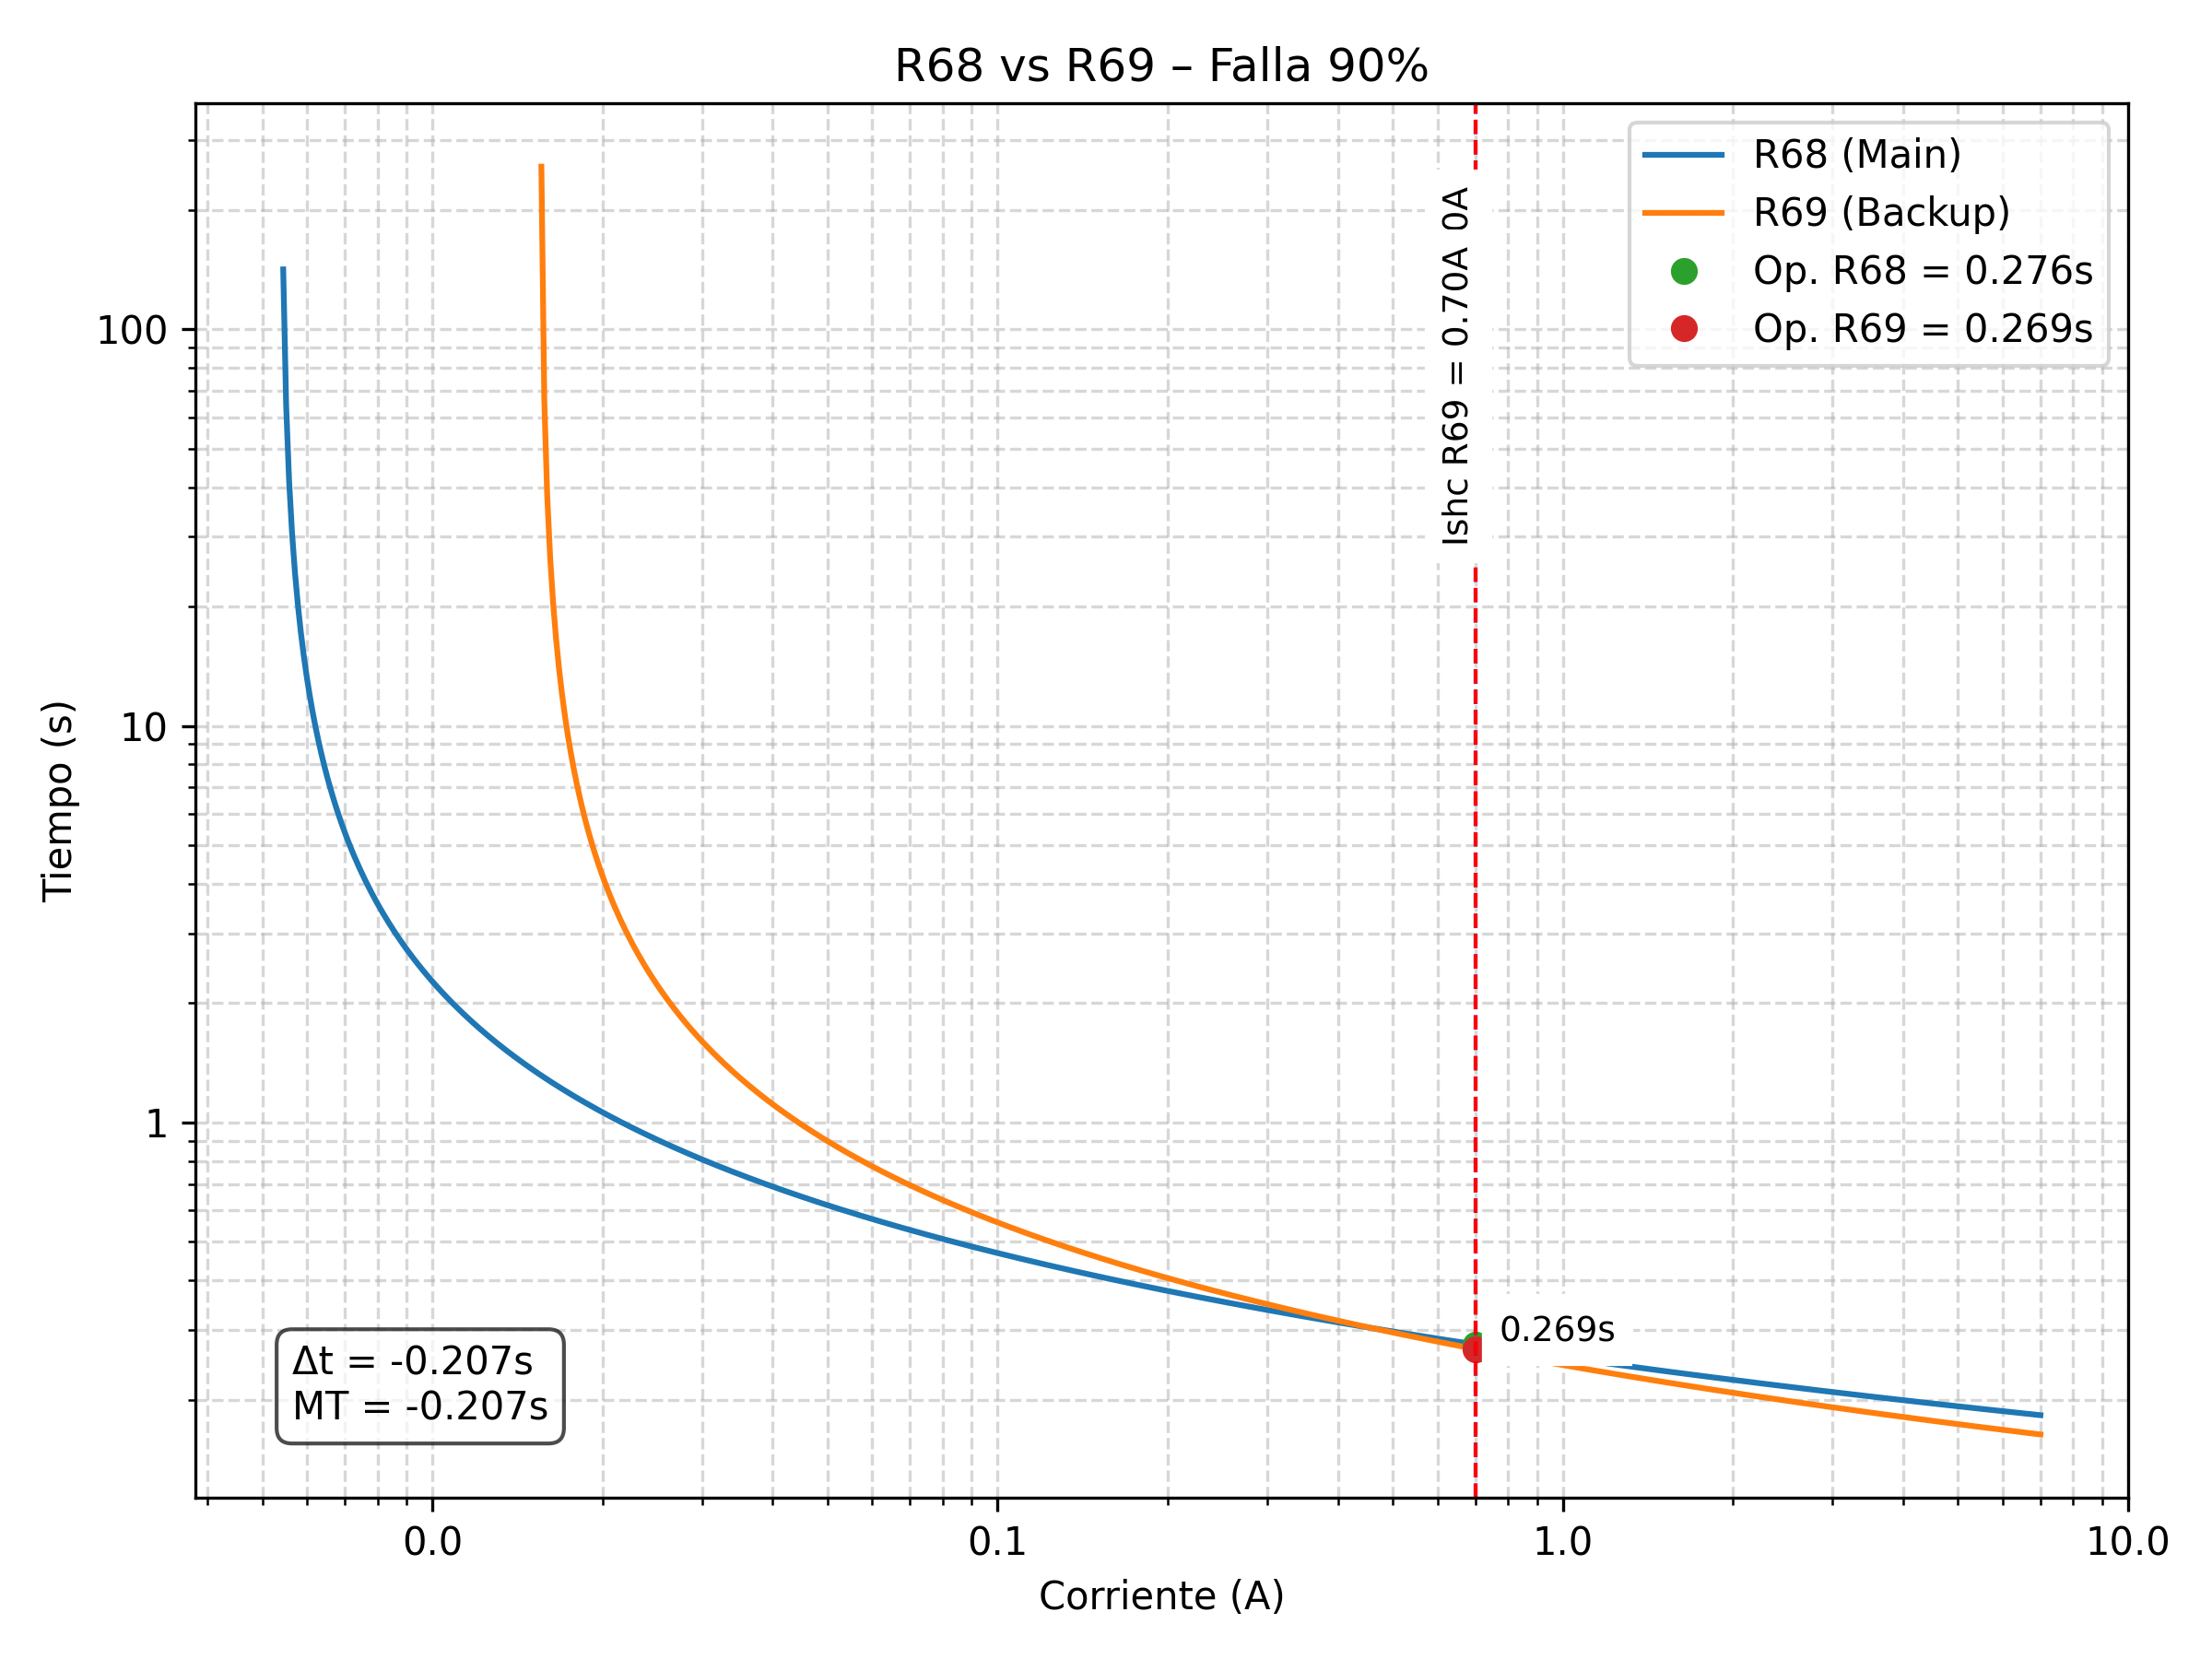 R68 vs R69 – Falla 90%
R68 (Main)
R69 (Backup)
Op. R68 = 0.276s
Op. R69 = 0.269s
Ishc R69 = 0.70A
0A
100
10
1
Tiempo (s)
0.269s
Δt = -0.207s
MT = -0.207s
0.0
0.1
1.0
10.0
Corriente (A)